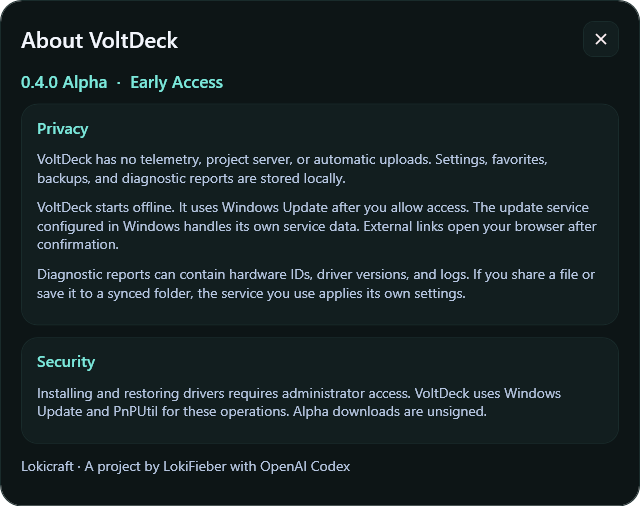 About VoltDeck
0.4.0 Alpha · Early Access
Privacy
VoltDeck has no telemetry, project server, or automatic uploads. Settings, favorites,
backups, and diagnostic reports are stored locally.
VoltDeck starts offline. It uses Windows Update after you allow access. The update service
configured in Windows handles its own service data. External links open your browser after
confirmation.
Diagnostic reports can contain hardware IDs, driver versions, and logs. If you share a file or
save it to a synced folder, the service you use applies its own settings.
Security
Installing and restoring drivers requires administrator access. VoltDeck uses Windows
Update and PnPUtil for these operations. Alpha downloads are unsigned.
Lokicraft · A project by LokiFieber with OpenAI Codex